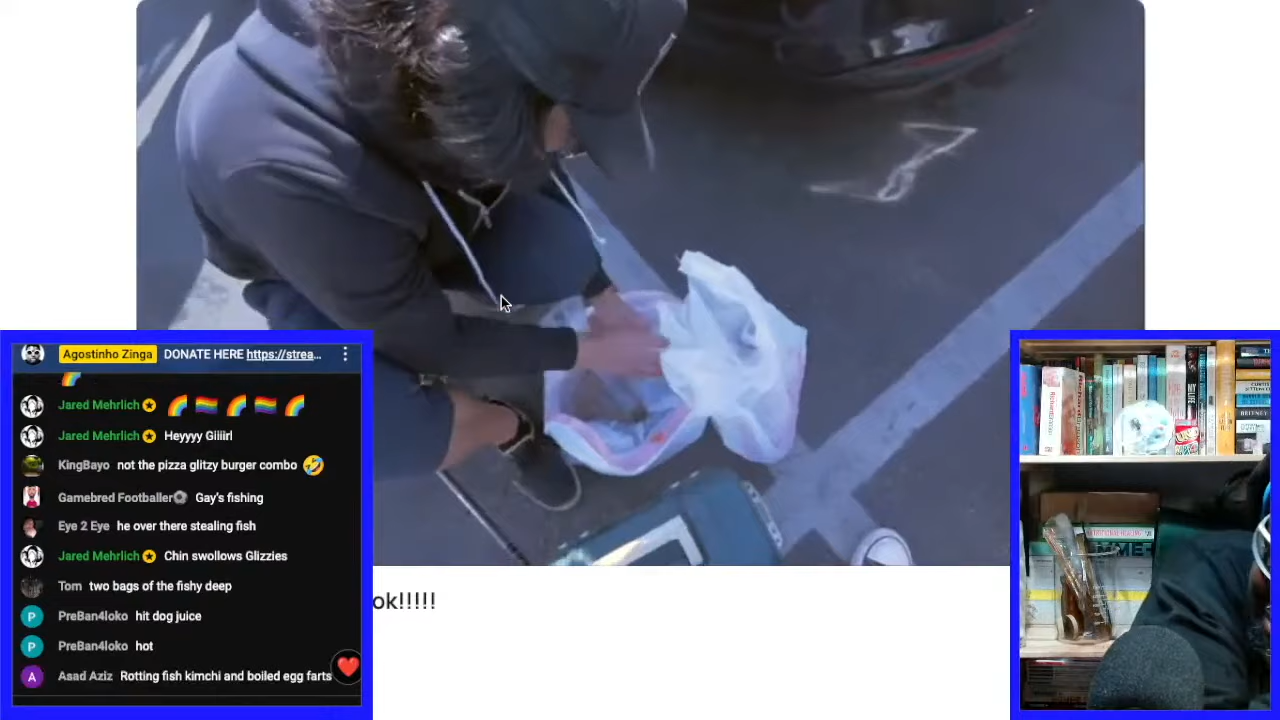 Agostinho Zinga DONATE HERE https://strea...
Jared Mehrlich
Jared Mehrlich Heyyyy Giiiirl
KingBayo not the pizza glitzy burger combo
Gamebred Footballer Gay's fishing
Eye 2 Eye he over there stealing fish
Jared Mehrlich Chin swollows Glizzies
Tom two bags of the fishy deep
PreBan4loko hit dog juice
PreBan4loko hot
Asad Aziz Rotting fish kimchi and boiled egg farts
ok!!!!!
UNO